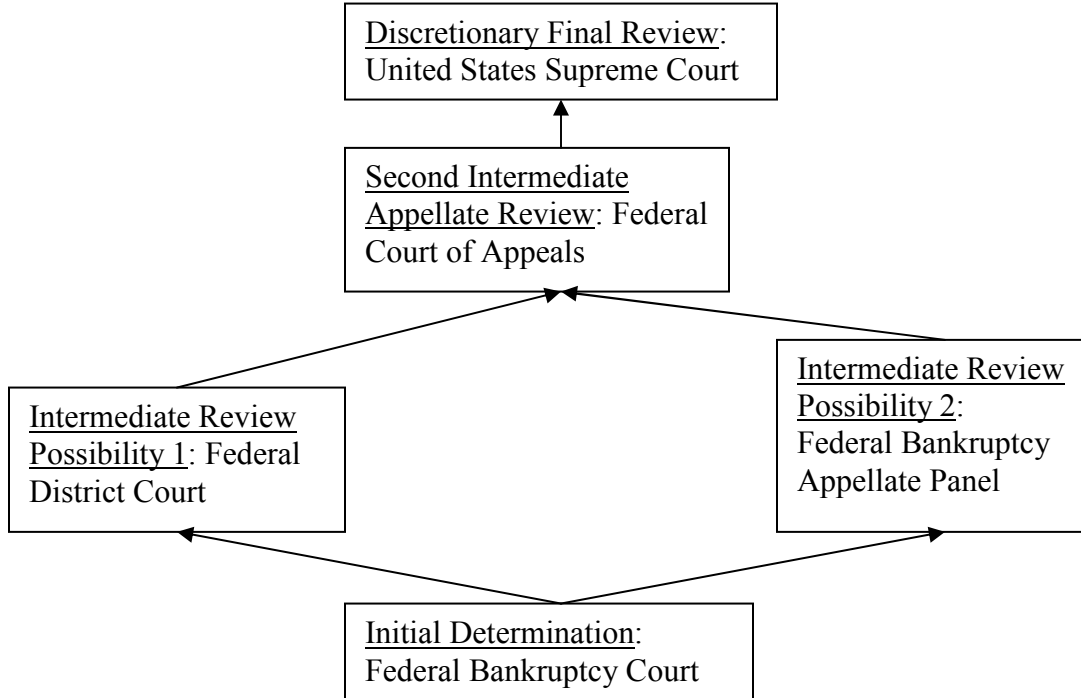 Discretionary Final Review:
United States Supreme Court
Second Intermediate
Appellate Review: Federal
Court of Appeals
Intermediate Review
Possibility 1: Federal
District Court
Intermediate Review
Possibility 2:
Federal Bankruptcy
Appellate Panel
Initial Determination:
Federal Bankruptcy Court